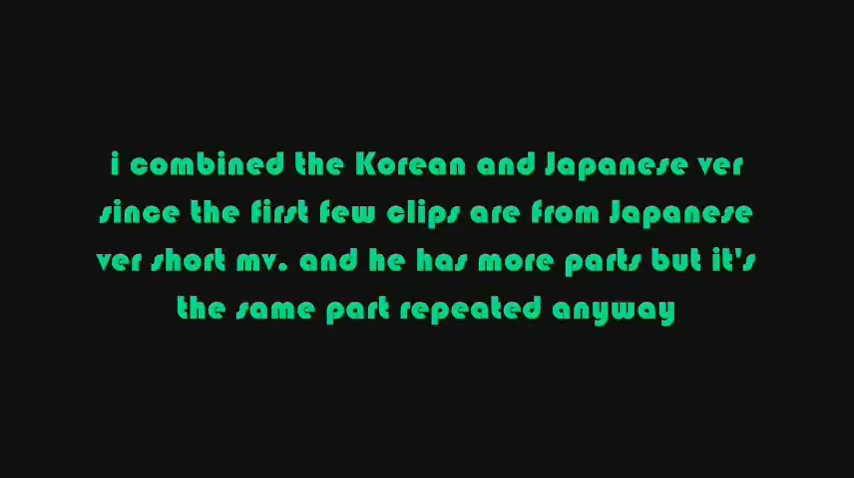 i combined the Korean and Japanese ver
since the first few clips are from Japanese
ver short mv. and he has more parts but it's
the same part repeated anyway